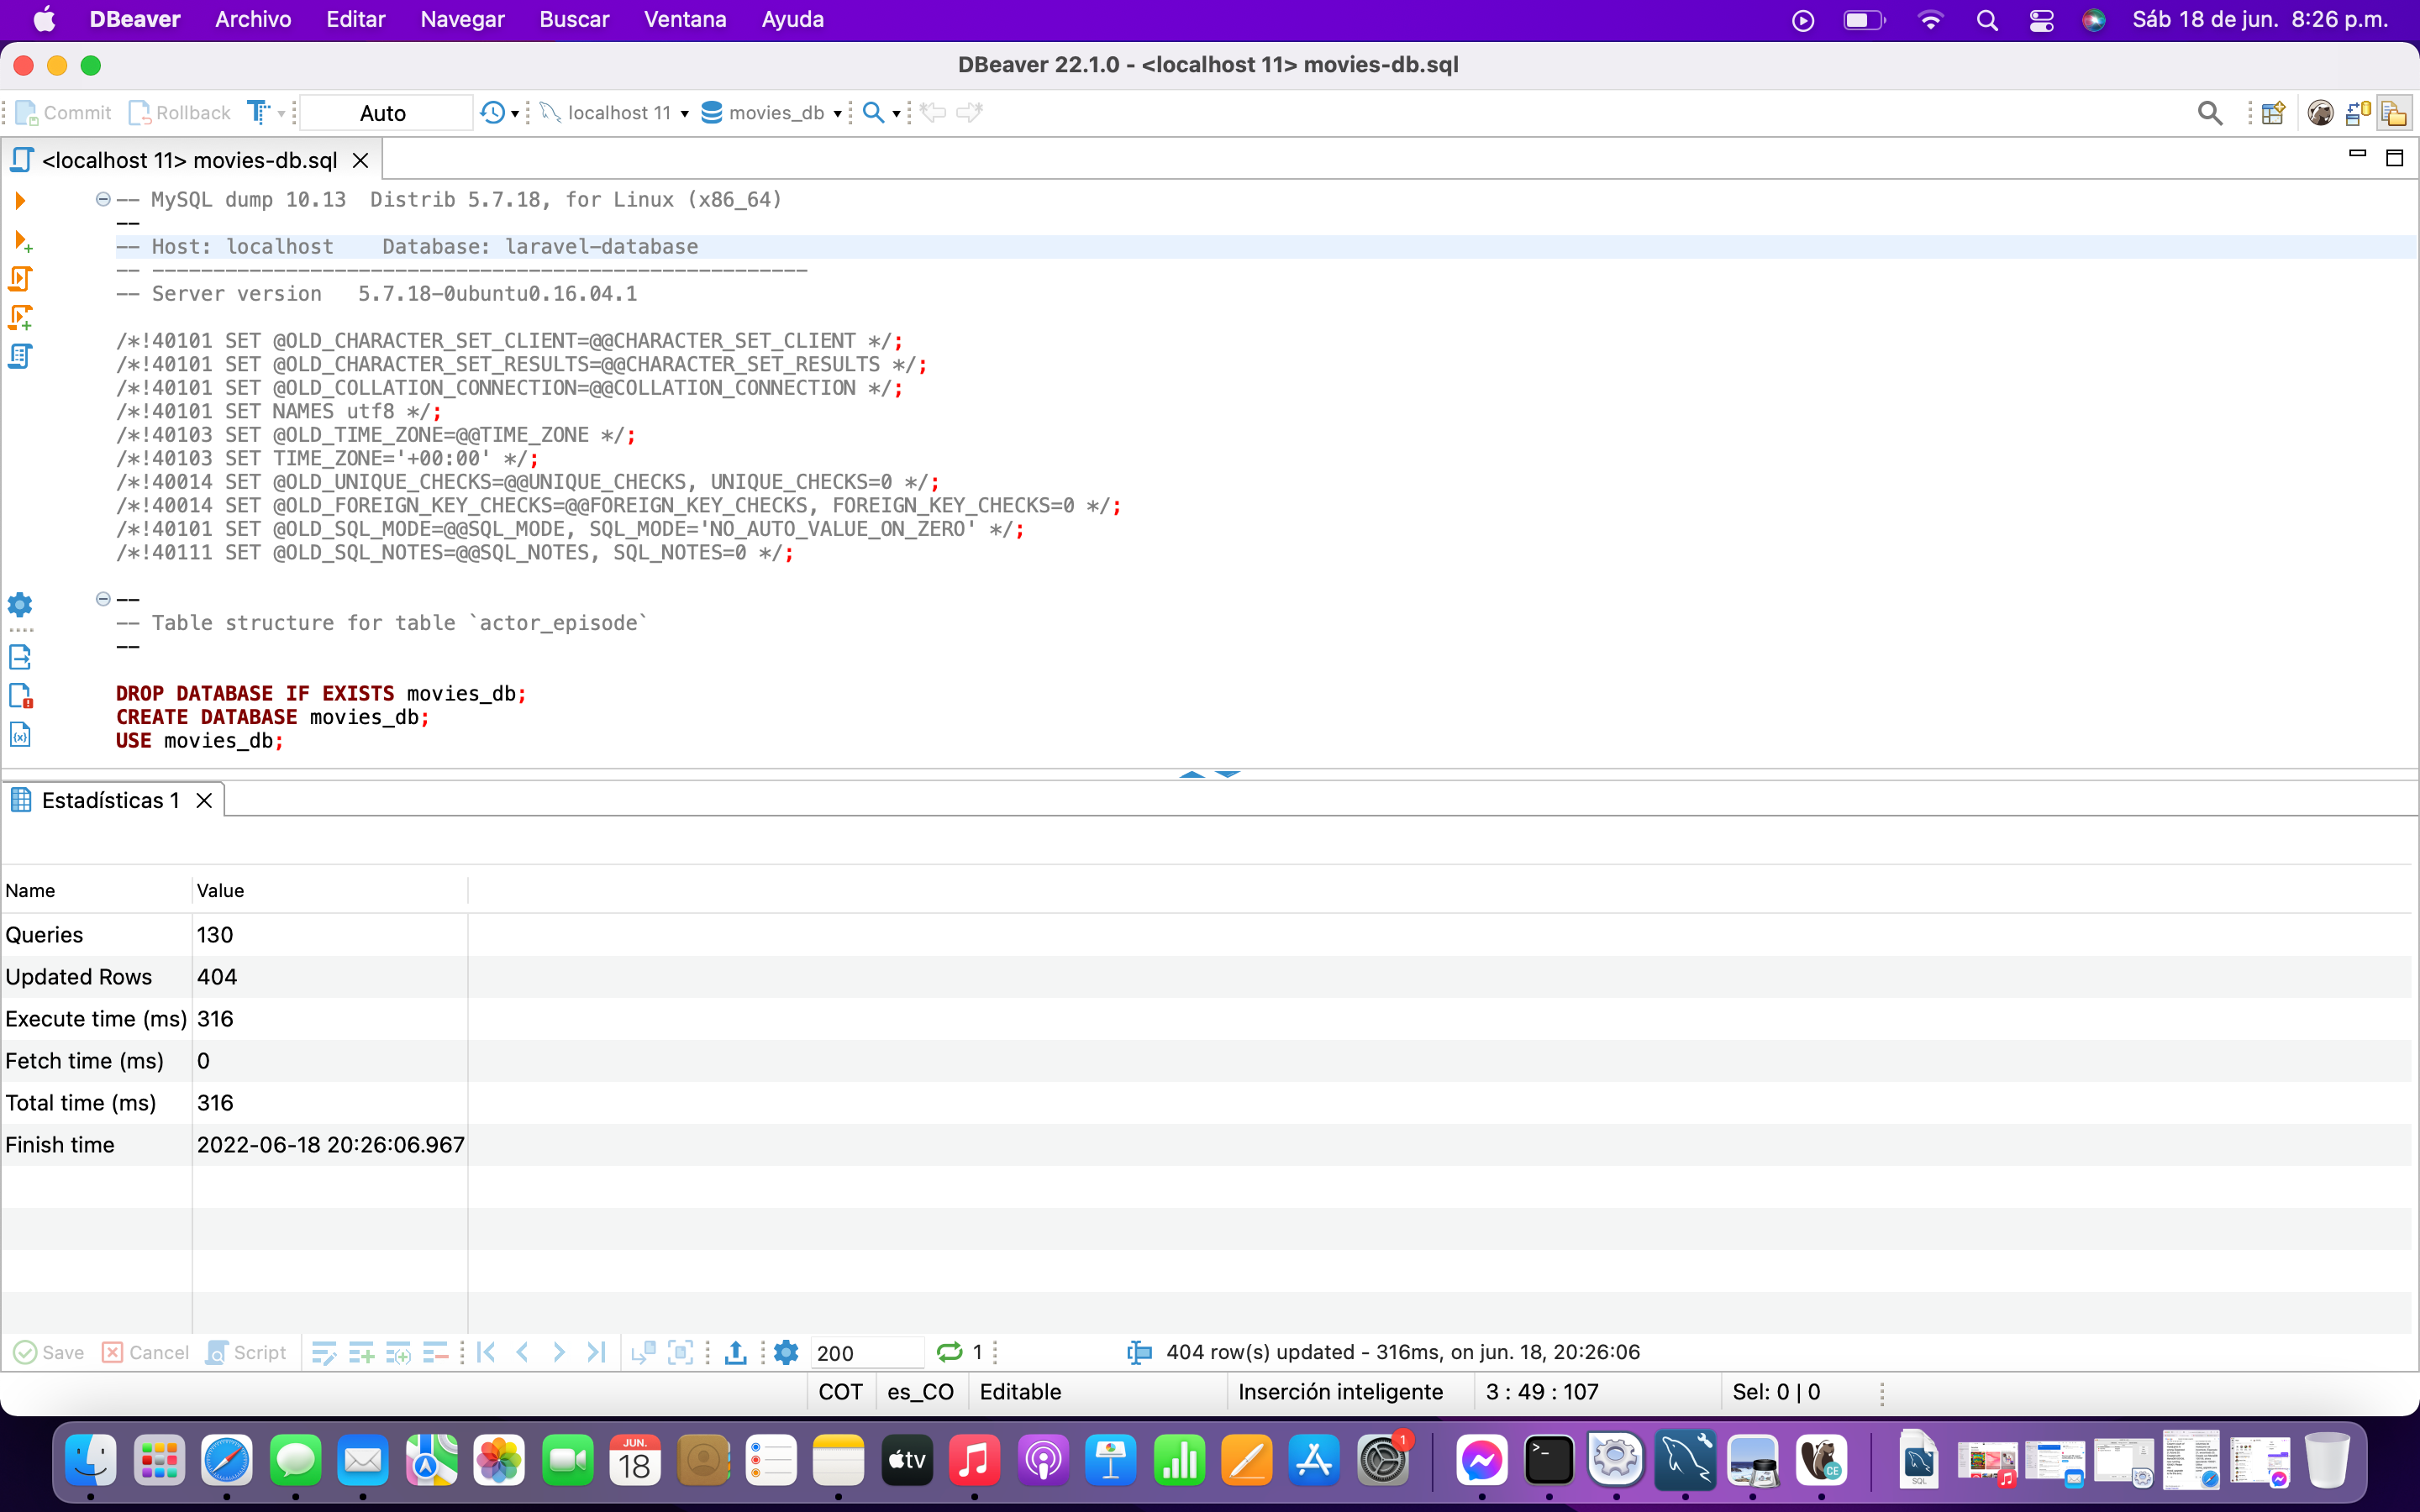 DBeaver Archivo Editar Navegar Buscar Ventana Ayuda Sáb 18 de jun. 8:26 p.m.
DBeaver 22.1.0 - <localhost 11> movies-db.sql
Commit Rollback Auto localhost 11 movies_db
<localhost 11> movies-db.sql
-- MySQL dump 10.13  Distrib 5.7.18, for Linux (x86_64)
--
-- Host: localhost    Database: laravel-database
-- ------------------------------------------------------
-- Server version   5.7.18-0ubuntu0.16.04.1
/*!40101 SET @OLD_CHARACTER_SET_CLIENT=@@CHARACTER_SET_CLIENT */;
/*!40101 SET @OLD_CHARACTER_SET_RESULTS=@@CHARACTER_SET_RESULTS */;
/*!40101 SET @OLD_COLLATION_CONNECTION=@@COLLATION_CONNECTION */;
/*!40101 SET NAMES utf8 */;
/*!40103 SET @OLD_TIME_ZONE=@@TIME_ZONE */;
/*!40103 SET TIME_ZONE='+00:00' */;
/*!40014 SET @OLD_UNIQUE_CHECKS=@@UNIQUE_CHECKS, UNIQUE_CHECKS=0 */;
/*!40014 SET @OLD_FOREIGN_KEY_CHECKS=@@FOREIGN_KEY_CHECKS, FOREIGN_KEY_CHECKS=0 */;
/*!40101 SET @OLD_SQL_MODE=@@SQL_MODE, SQL_MODE='NO_AUTO_VALUE_ON_ZERO' */;
/*!40111 SET @OLD_SQL_NOTES=@@SQL_NOTES, SQL_NOTES=0 */;
--
-- Table structure for table `actor_episode`
--
DROP DATABASE IF EXISTS movies_db;
CREATE DATABASE movies_db;
USE movies_db;
Estadísticas 1
Name Value
Queries 130
Updated Rows 404
Execute time (ms) 316
Fetch time (ms) 0
Total time (ms) 316
Finish time 2022-06-18 20:26:06.967
Save Cancel Script 200 1 404 row(s) updated - 316ms, on jun. 18, 20:26:06
COT es_CO Editable Inserción inteligente 3 : 49 : 107 Sel: 0 | 0
JUN. 18 tv 1 >_ CE SQL